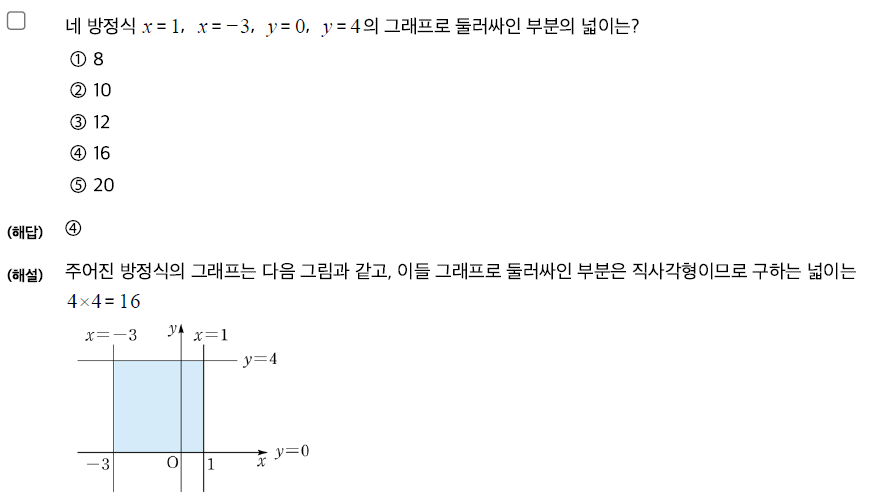 네 방정식 x = 1, x = −3, y = 0, y = 4의 그래프로 둘러싸인 부분의 넓이는?
① 8
② 10
③ 12
④ 16
⑤ 20
(해답) ④
(해설) 주어진 방정식의 그래프는 다음 그림과 같고, 이들 그래프로 둘러싸인 부분은 직사각형이므로 구하는 넓이는
4×4 = 16
x=−3 y x=1
y=4
y=0
−3 O 1 x